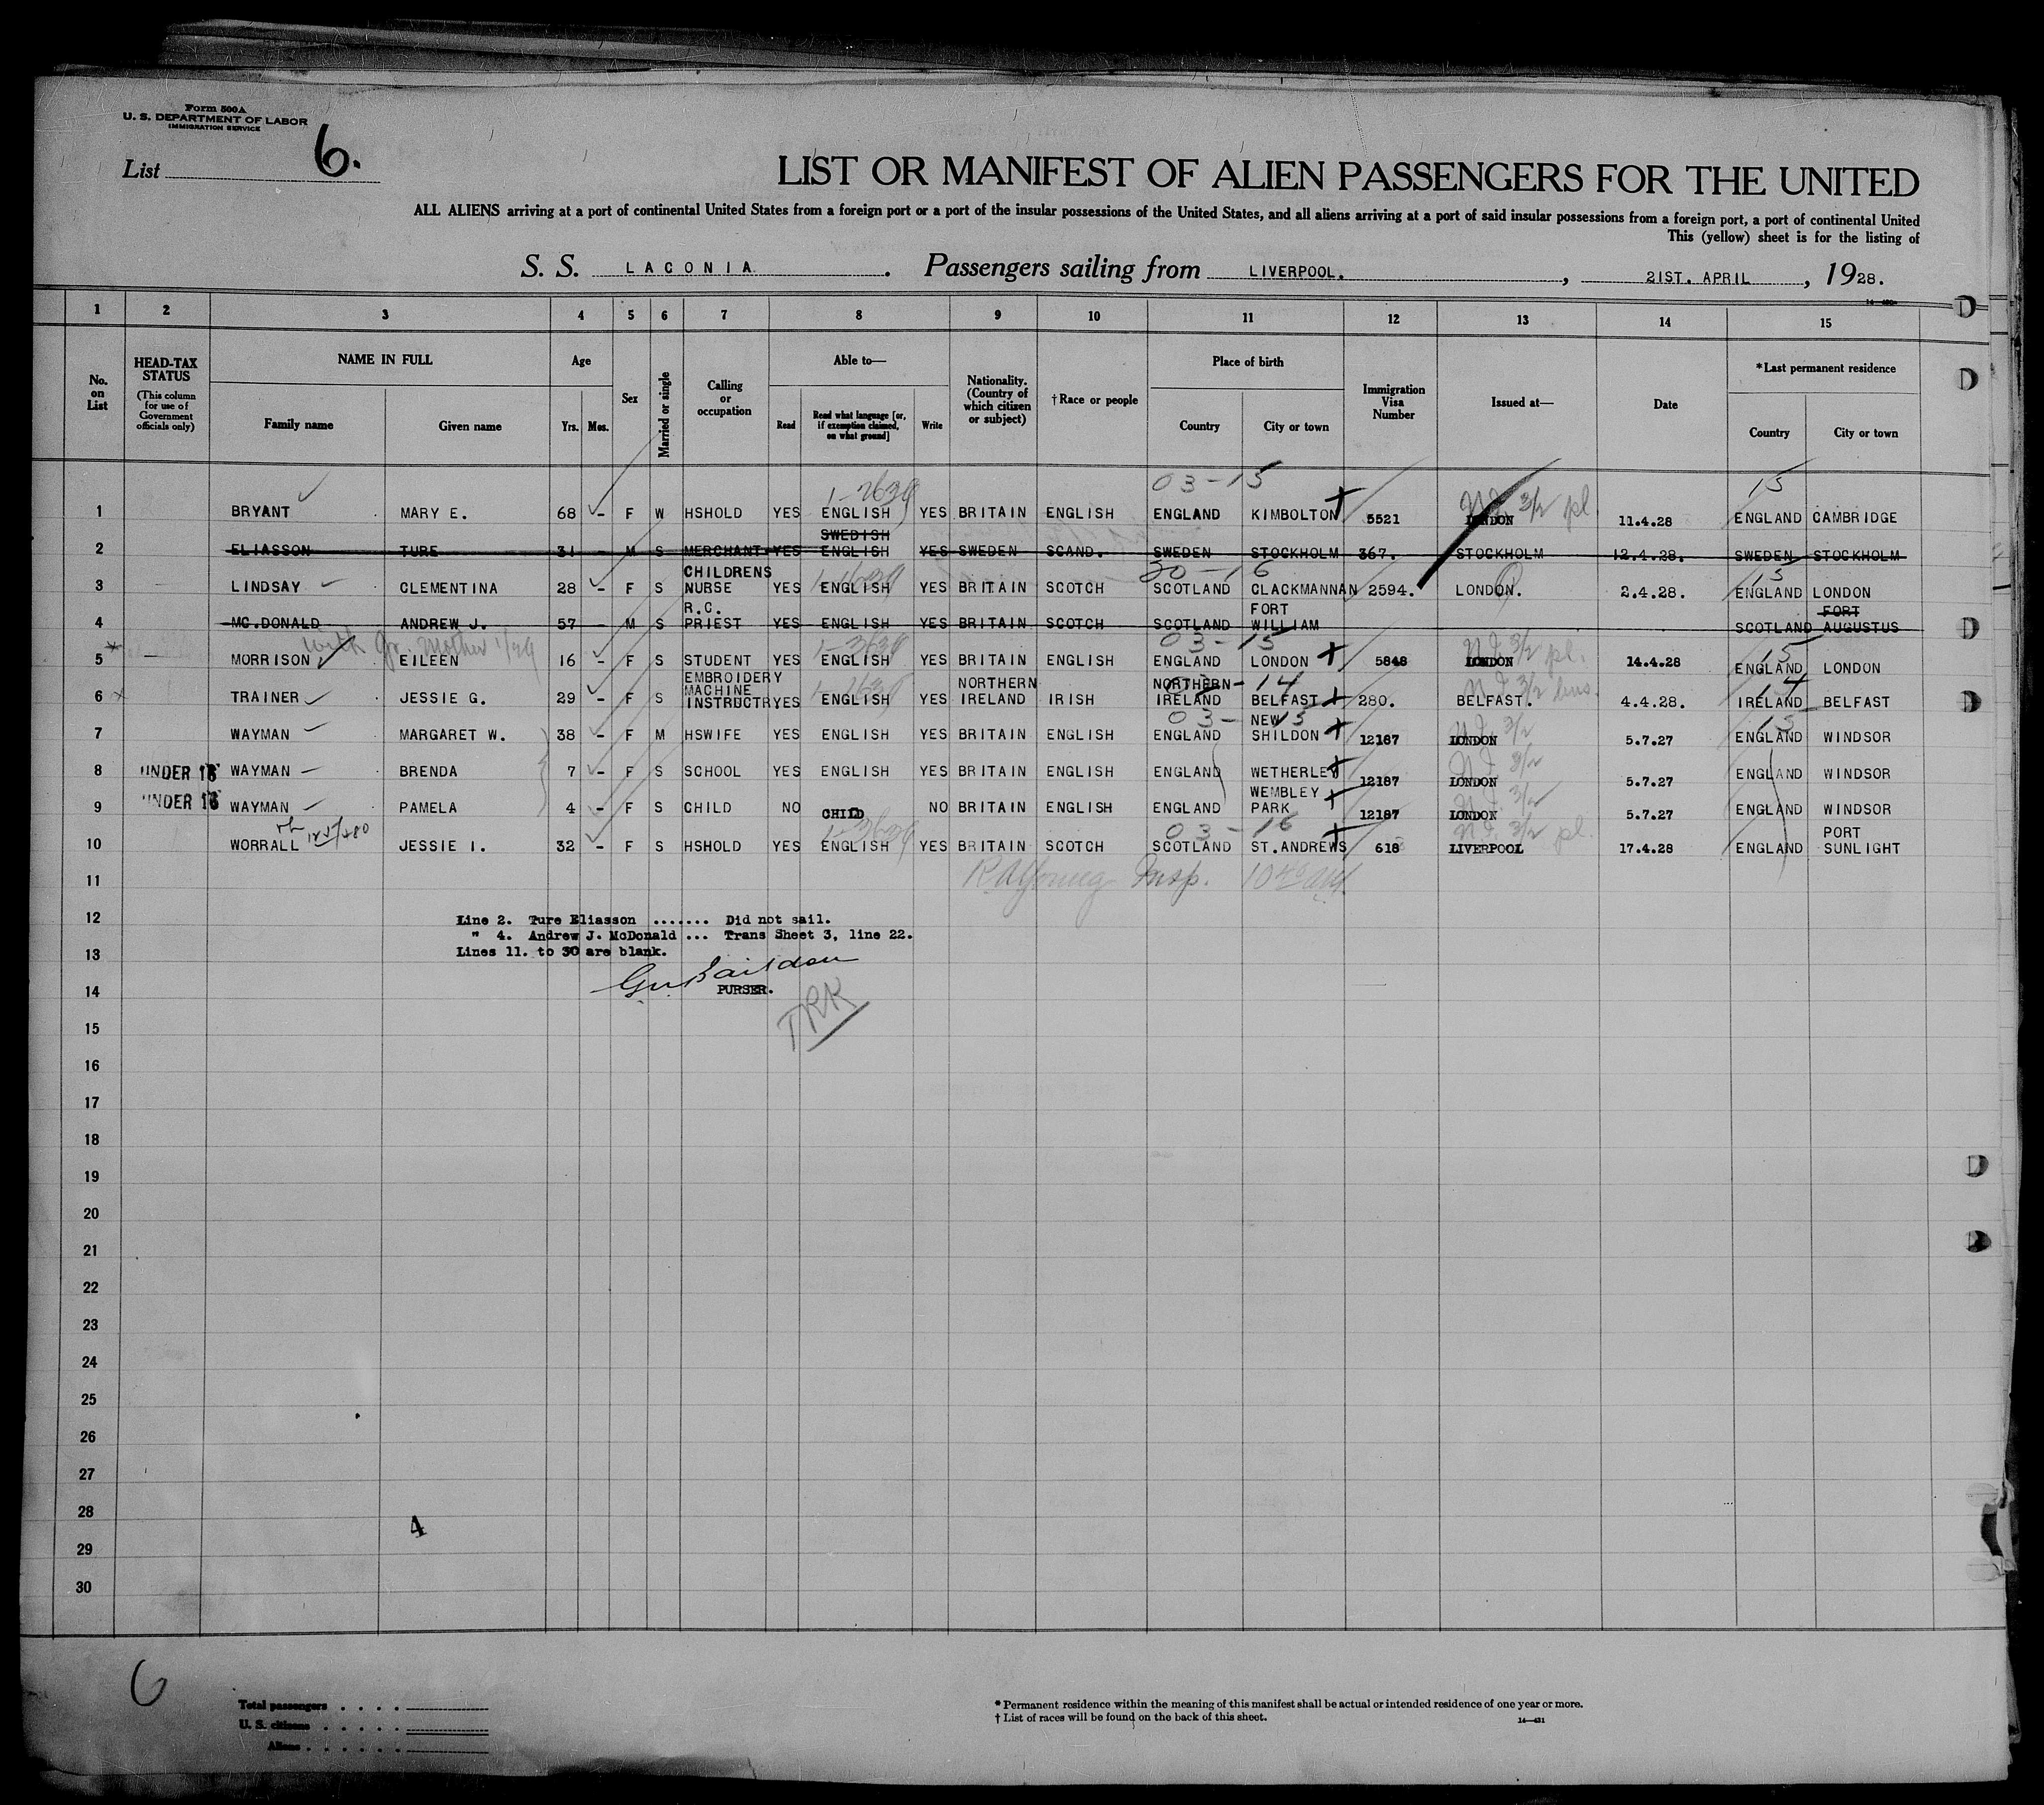 Form 500A
U. S. DEPARTMENT OF LABOR
IMMIGRATION SERVICE
List 6.
LIST OR MANIFEST OF ALIEN PASSENGERS FOR THE UNITED
ALL ALIENS arriving at a port of continental United States from a foreign port or a port of the insular possessions of the United States, and all aliens arriving at a port of said insular possessions from a foreign port, a port of continental United
This (yellow) sheet is for the listing of
S. S. LACONIA. Passengers sailing from LIVERPOOL., 21ST. APRIL, 1928.
1 2 3 4 5 6 7 8 9 10 11 12 13 14 15
No. on List
HEAD-TAX STATUS
(This column for use of Government officials only)
NAME IN FULL
Family name Given name
Age
Yrs. Mos.
Sex
Married or single
Calling or occupation
Able to—
Read
Read what language [or, if exemption claimed, on what ground]
Write
Nationality. (Country of which citizen or subject)
†Race or people
Place of birth
Country City or town
Immigration Visa Number
Issued at—
Date
*Last permanent residence
Country City or town
03-15 15
1 BRYANT MARY E. 68 - F W HSHOLD YES ENGLISH YES BRITAIN ENGLISH ENGLAND KIMBOLTON 5521 LONDON 11.4.28 ENGLAND CAMBRIDGE
2 ELIASSON TURE 31 - M S MERCHANT YES SWEDISH ENGLISH YES SWEDEN SCAND. SWEDEN STOCKHOLM 367. STOCKHOLM 12.4.28. SWEDEN STOCKHOLM
30-16 15
3 LINDSAY CLEMENTINA 28 - F S CHILDRENS NURSE YES ENGLISH YES BRITAIN SCOTCH SCOTLAND CLACKMANNAN 2594. LONDON. 2.4.28. ENGLAND LONDON
4 MC.DONALD ANDREW J. 57 - M S R.C. PRIEST YES ENGLISH YES BRITAIN SCOTCH SCOTLAND FORT WILLIAM SCOTLAND FORT AUGUSTUS
with Gr. Mother 03-15 15
5 MORRISON EILEEN 16 - F S STUDENT YES ENGLISH YES BRITAIN ENGLISH ENGLAND LONDON 5848 LONDON 14.4.28 ENGLAND LONDON
6 TRAINER JESSIE G. 29 - F S EMBROIDERY MACHINE INSTRUCTR YES ENGLISH YES NORTHERN IRELAND IRISH NORTHERN IRELAND BELFAST 280. BELFAST. 4.4.28. IRELAND BELFAST
03-15 15
7 WAYMAN MARGARET W. 38 - F M HSWIFE YES ENGLISH YES BRITAIN ENGLISH ENGLAND NEW SHILDON 12187 LONDON 5.7.27 ENGLAND WINDSOR
8 UNDER 16 WAYMAN BRENDA 7 - F S SCHOOL YES ENGLISH YES BRITAIN ENGLISH ENGLAND WETHERLEY 12187 LONDON 5.7.27 ENGLAND WINDSOR
9 UNDER 16 WAYMAN PAMELA 4 - F S CHILD NO CHILD NO BRITAIN ENGLISH ENGLAND WEMBLEY PARK 12187 LONDON 5.7.27 ENGLAND WINDSOR
03-16
10 WORRALL JESSIE I. 32 - F S HSHOLD YES ENGLISH YES BRITAIN SCOTCH SCOTLAND ST.ANDREWS 618 LIVERPOOL 17.4.28 ENGLAND PORT SUNLIGHT
11 Insp.
12 Line 2. Ture Eliasson ....... Did not sail.
" 4. Andrew J. McDonald ... Trans Sheet 3, line 22.
13 Lines 11. to 30 are blank.
14 PURSER.
15
16
17
18
19
20
21
22
23
24
25
26
27
28
4
29
30
6
Total passengers . . . .
U. S. citizens . . . . .
Aliens . . . . . .
* Permanent residence within the meaning of this manifest shall be actual or intended residence of one year or more.
† List of races will be found on the back of this sheet.
14—431